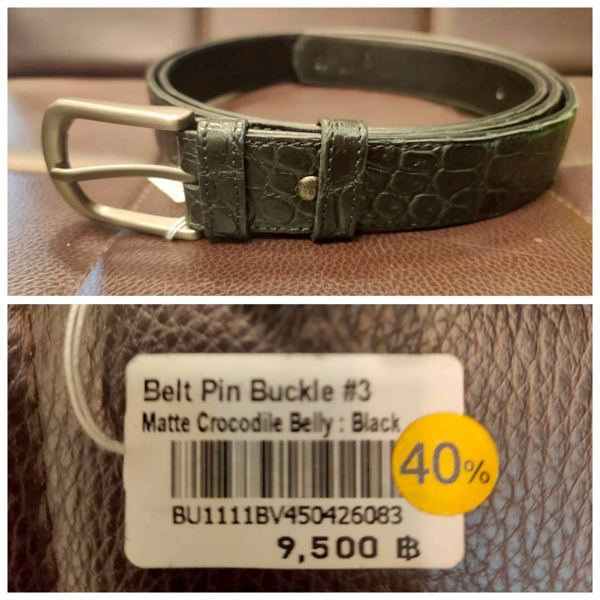 Belt Pin Buckle #3
Matte Crocodile Belly : Black
40%
BU1111BV450426083
9,500 ฿